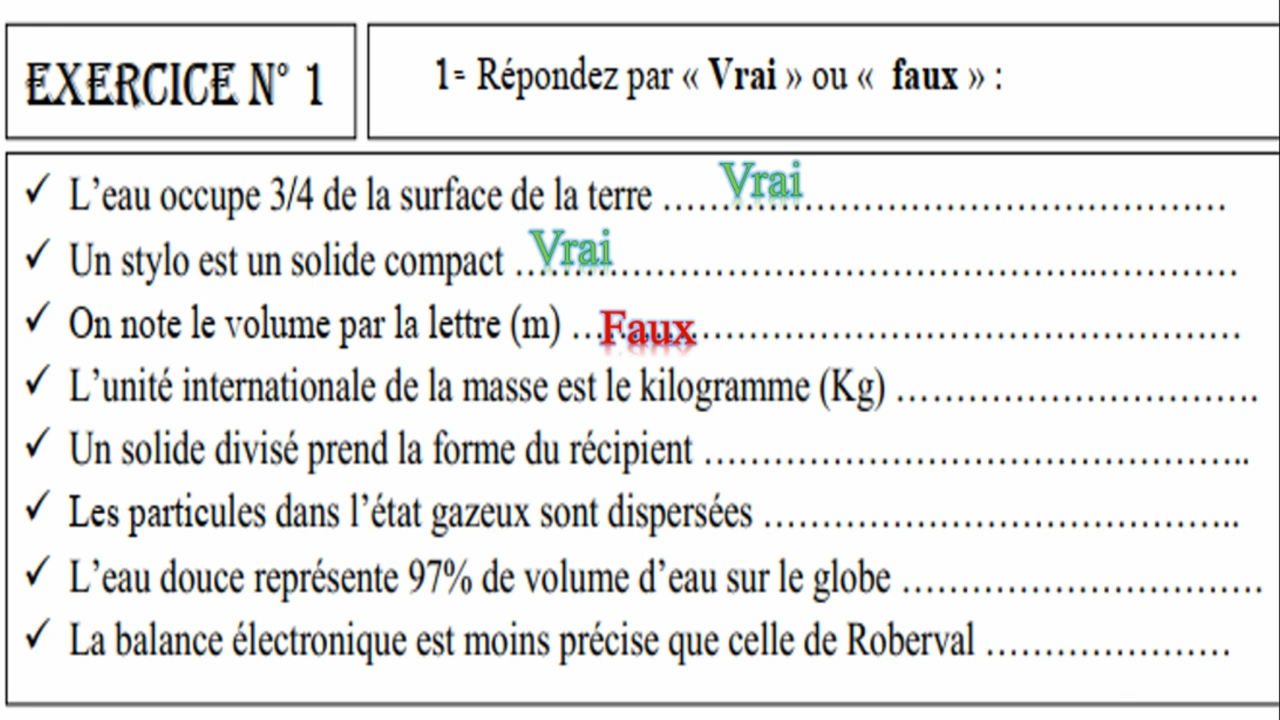 EXERCICE N° 1
1- Répondez par « Vrai » ou « faux » :
✓ L'eau occupe 3/4 de la surface de la terre ........Vrai................................................
✓ Un stylo est un solide compact ..Vrai................................................................
✓ On note le volume par la lettre (m) ...Faux................................................
✓ L'unité internationale de la masse est le kilogramme (Kg) ................................
✓ Un solide divisé prend la forme du récipient ................................................
✓ Les particules dans l'état gazeux sont dispersées ..........................................
✓ L'eau douce représente 97% de volume d'eau sur le globe ................................
✓ La balance électronique est moins précise que celle de Roberval .....................